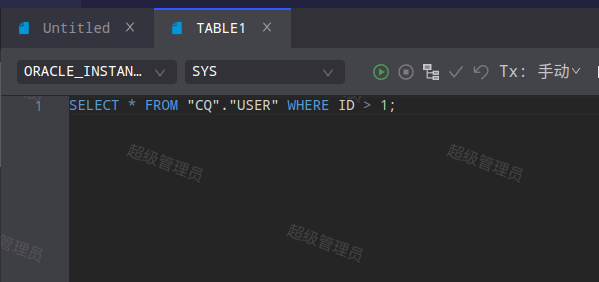 Untitled TABLE1
ORACLE_INSTAN... SYS Tx: 手动
1 SELECT * FROM "CQ"."USER" WHERE ID > 1;
超级管理员 超级管理员
超级管理员
管理员